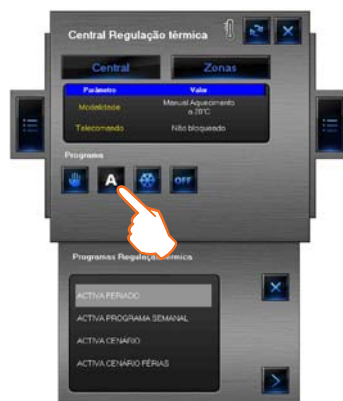 Central Regulação térmica
Central Zonas
Parâmetro Valor
Modalidade Manual Aquecimento
a 20°C
Telecomando Não bloqueado
Programa
A OFF
Programas Regulação térmica
ACTIVA FERIADO
ACTIVA PROGRAMA SEMANAL
ACTIVA CENÁRIO
ACTIVA CENÁRIO FÉRIAS